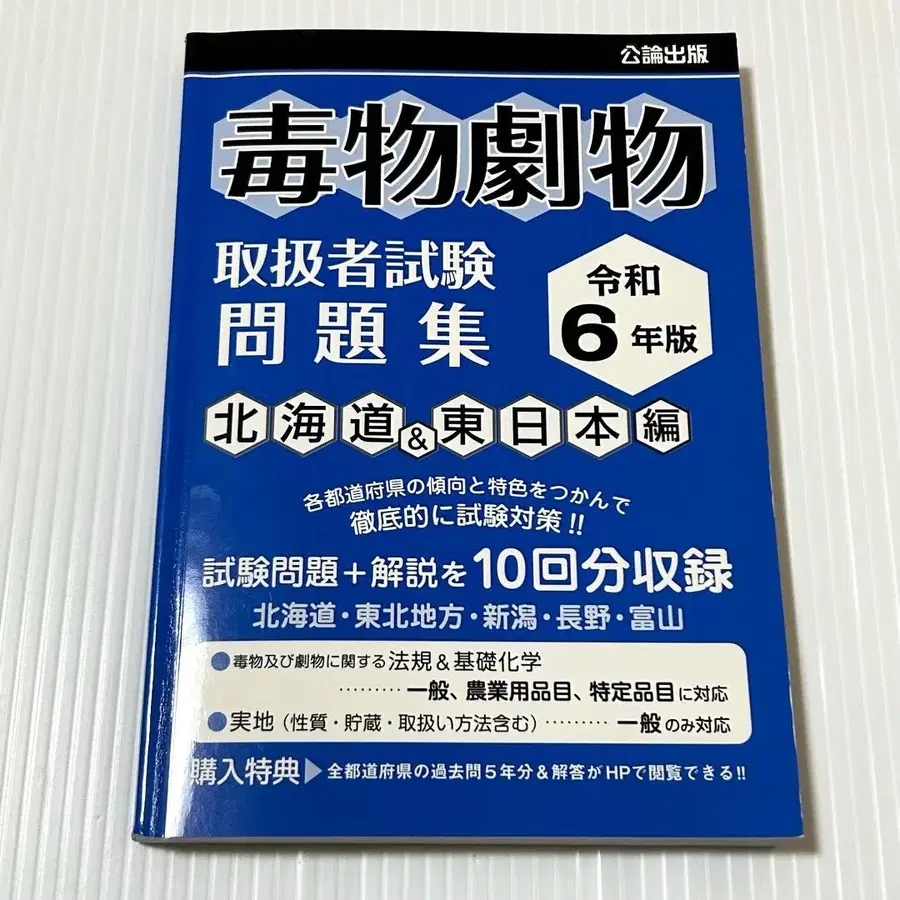 公論出版
毒物劇物
取扱者試験
問題集
令和
6年版
北海道&東日本編
各都道府県の傾向と特色をつかんで
徹底的に試験対策!!
試験問題+解説を10回分収録
北海道・東北地方・新潟・長野・富山
●毒物及び劇物に関する法規&基礎化学
………一般、農業用品目、特定品目に対応
●実地(性質・貯蔵・取扱い方法含む)………一般のみ対応
購入特典▶全都道府県の過去問5年分&解答がHPで閲覧できる!!